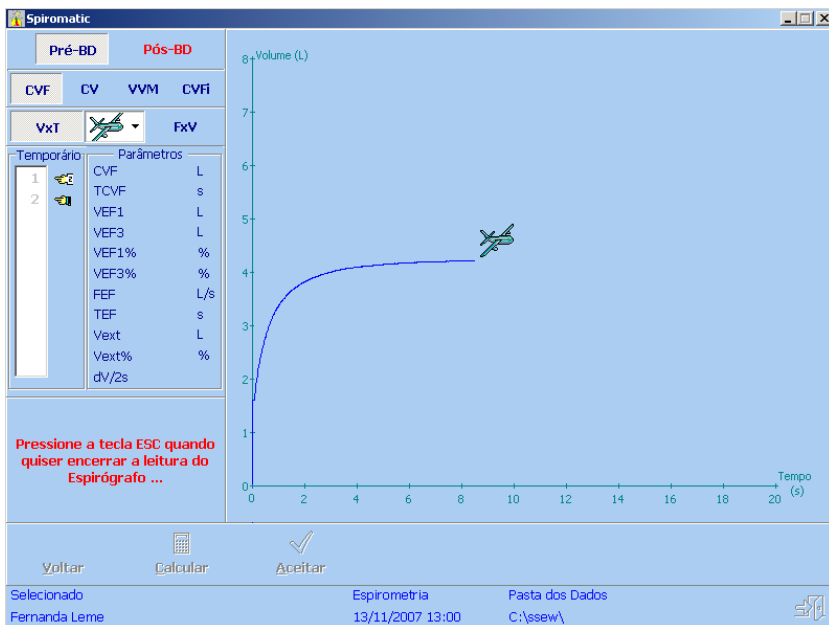 Spiromatic
Pré-BD Pós-BD
CVF CV VVM CVFi
VxT FxV
Temporário
1
2
Parâmetros
CVF L
TCVF s
VEF1 L
VEF3 L
VEF1% %
VEF3% %
FEF L/s
TEF s
Vext L
Vext% %
dV/2s
Pressione a tecla ESC quando
quiser encerrar a leitura do
Espirógrafo ...
Volume (L)
8
7
6
5
4
3
2
1
0
0 2 4 6 8 10 12 14 16 18 20
Tempo
(s)
Voltar Calcular Aceitar
Selecionado Espirometria Pasta dos Dados
Fernanda Leme 13/11/2007 13:00 C:\ssew\